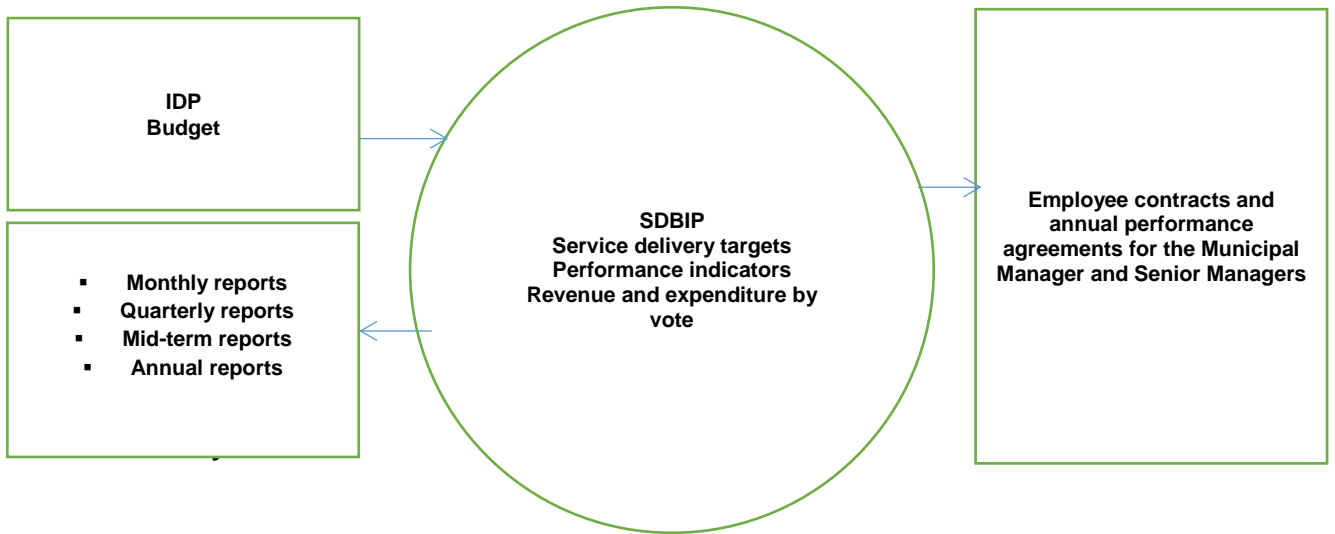 IDP
Budget
▪ Monthly reports
▪ Quarterly reports
▪ Mid-term reports
▪ Annual reports
SDBIP
Service delivery targets
Performance indicators
Revenue and expenditure by
vote
Employee contracts and
annual performance
agreements for the Municipal
Manager and Senior Managers